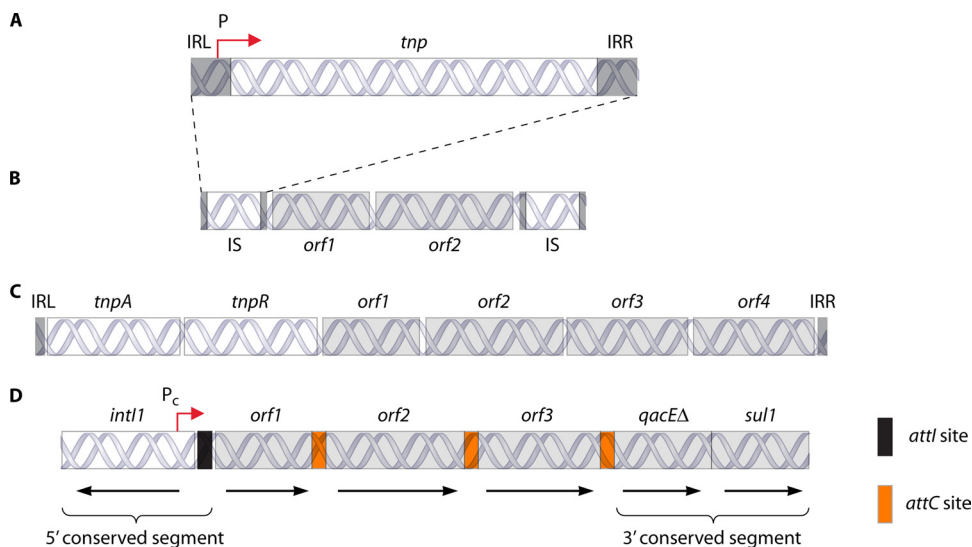 A
P
IRL tnp IRR
B
IS orf1 orf2 IS
C
IRL tnpA tnpR orf1 orf2 orf3 orf4 IRR
D
Pc
intI1 orf1 orf2 orf3 qacEΔ sul1
attI site
attC site
5′ conserved segment 3′ conserved segment